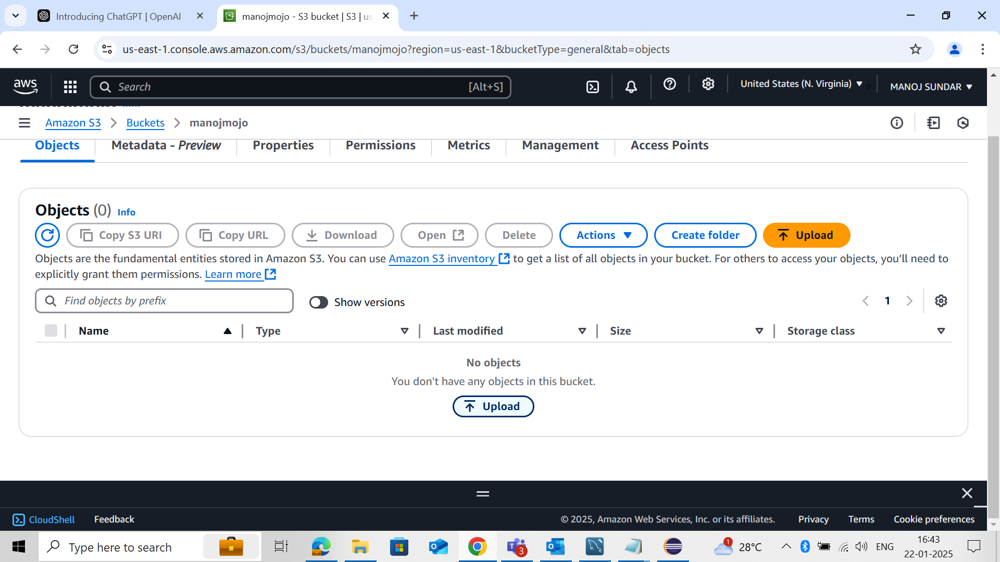 Introducing ChatGPT | OpenAI
manojmojo - S3 bucket | S3 | us
us-east-1.console.aws.amazon.com/s3/buckets/manojmojo?region=us-east-1&bucketType=general&tab=objects
aws
Search [Alt+S]
United States (N. Virginia)
MANOJ SUNDAR
Amazon S3 Buckets manojmojo
Objects Metadata - Preview Properties Permissions Metrics Management Access Points
Objects (0) Info
Copy S3 URI Copy URL Download Open Delete Actions Create folder Upload
Objects are the fundamental entities stored in Amazon S3. You can use Amazon S3 inventory to get a list of all objects in your bucket. For others to access your objects, you’ll need to
explicitly grant them permissions. Learn more
Find objects by prefix Show versions 1
Name Type Last modified Size Storage class
No objects
You don't have any objects in this bucket.
Upload
CloudShell Feedback © 2025, Amazon Web Services, Inc. or its affiliates. Privacy Terms Cookie preferences
Type here to search 3 1 28°C ENG 16:43
22-01-2025